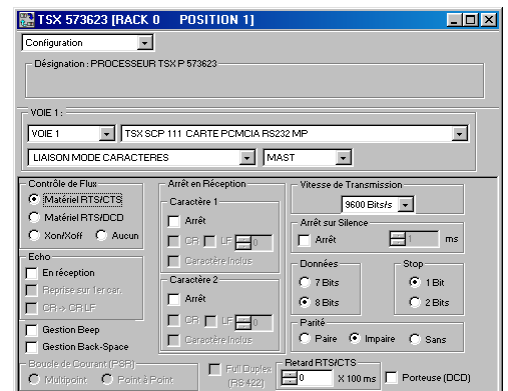 TSX 573623 [RACK 0 POSITION 1]
Configuration
Désignation : PROCESSEUR TSX P 573623
VOIE 1 :
VOIE 1
TSX SCP 111 CARTE PCMCIA RS232 MP
LIAISON MODE CARACTERES
MAST
Contrôle de Flux
Matériel RTS/CTS
Matériel RTS/DCD
Xon/Xoff
Aucun
Echo
En réception
Reprise sur 1er car.
CR -> CR LF
Gestion Beep
Gestion Back-Space
Boucle de Courant (PSR)
Multipoint
Point à Point
Arrêt en Réception
Caractère 1
Arrêt
CR
LF
0
Caractère Inclus
Caractère 2
Arrêt
CR
LF
0
Caractère Inclus
Full Duplex
(RS 422)
Vitesse de Transmission
9600 Bits/s
Arrêt sur Silence
Arrêt
1
ms
Données
7 Bits
8 Bits
Stop
1 Bit
2 Bits
Parité
Paire
Impaire
Sans
Retard RTS/CTS
0
X 100 ms
Porteuse (DCD)